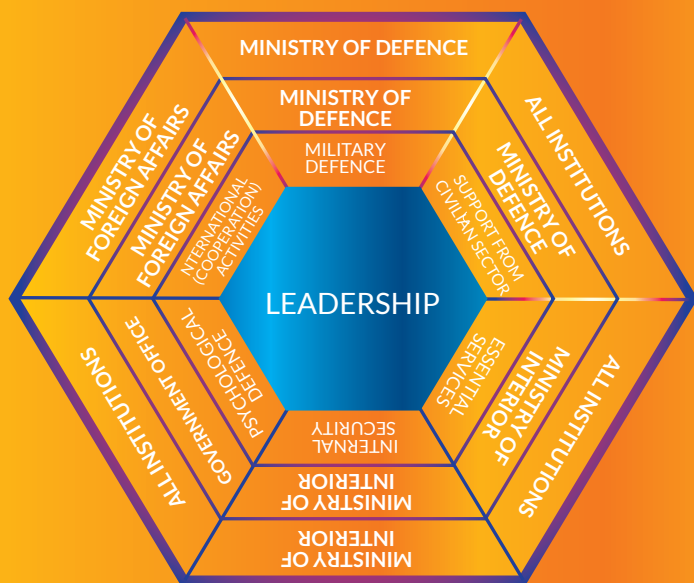 MINISTRY OF DEFENCE
MINISTRY OF
DEFENCE
MILITARY
DEFENCE
ALL INSTITUTIONS
MINISTRY OF
DEFENCE
SUPPORT FROM
CIVILIAN SECTOR
ALL INSTITUTIONS
MINISTRY OF
INTERIOR
ESSENTIAL
SERVICES
MINISTRY OF
INTERIOR
MINISTRY OF
INTERIOR
INTERNAL
SECURITY
ALL INSTITUTIONS
GOVERNMENT OFFICE
PSYCHOLOGICAL
DEFENCE
MINISTRY OF
FOREIGN AFFAIRS
MINISTRY OF
FOREIGN AFFAIRS
INTERNATIONAL
(COOPERATION)
ACTIVITIES
LEADERSHIP